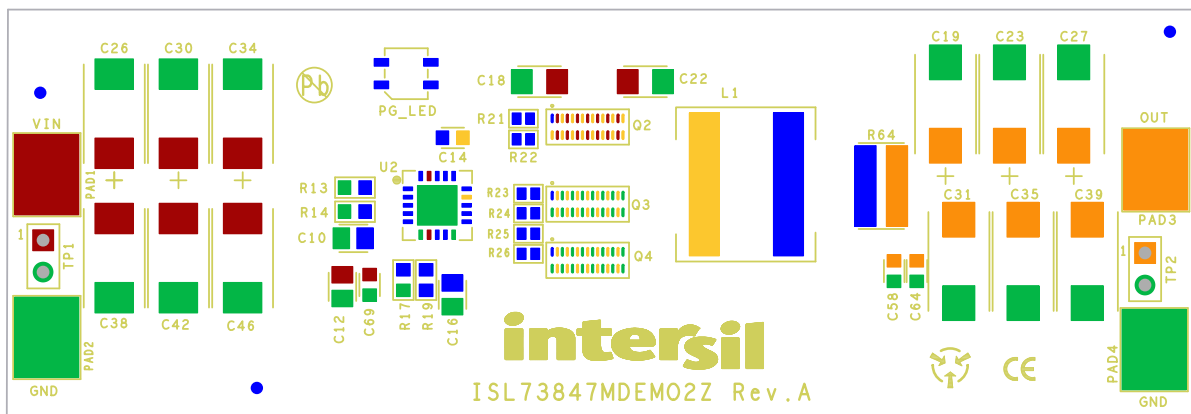 C26 C30 C34
C19 C23 C27
Pb
PG_LED
C18
C22
L1
VIN
R21
Q2
R22
C14
R64
OUT
PAD1
U2
R13
R14
C10
R23
R24
R25
R26
Q3
Q4
C31 C35 C39
PAD3
1
TP1
1
TP2
C38 C42 C46
C12
C69
R17
R19
C16
C58
C64
PAD2
PAD4
GND
GND
intersil
CE
ISL73847MDEMO2Z Rev.A